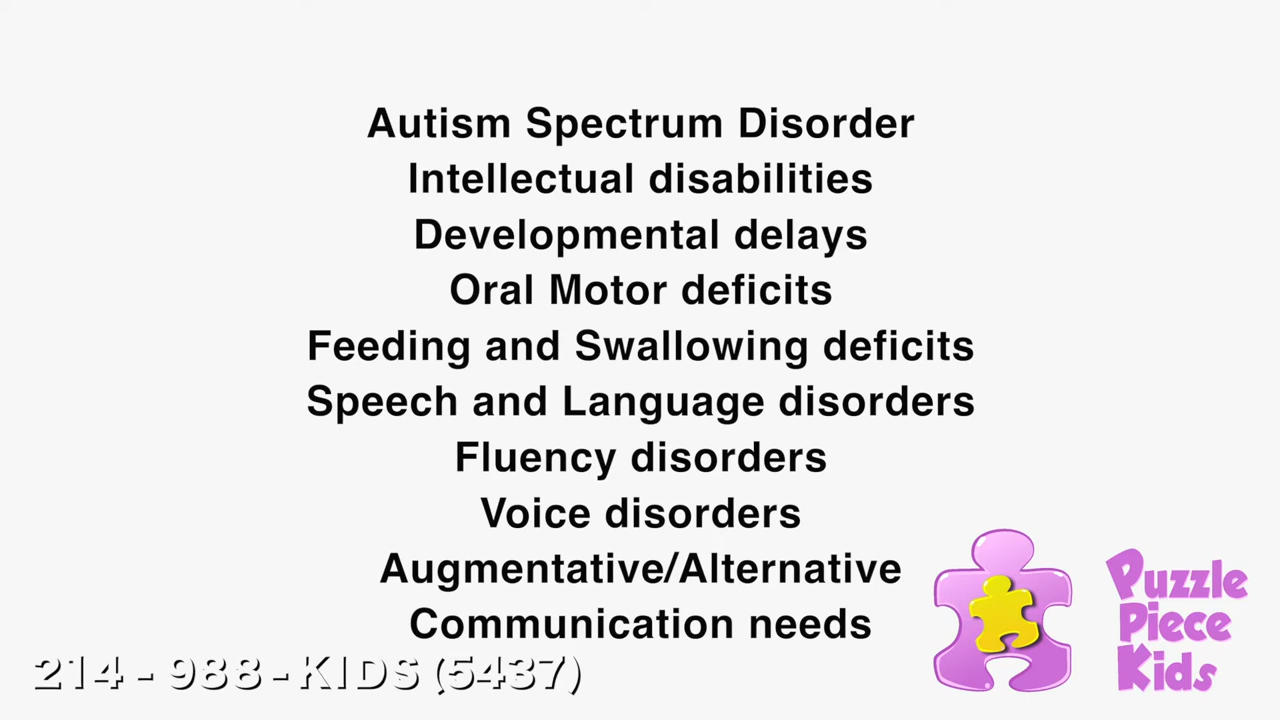 Autism Spectrum Disorder
Intellectual disabilities
Developmental delays
Oral Motor deficits
Feeding and Swallowing deficits
Speech and Language disorders
Fluency disorders
Voice disorders
Augmentative/Alternative
Communication needs
214 - 988 - KIDS (5437)
Puzzle
Piece
Kids